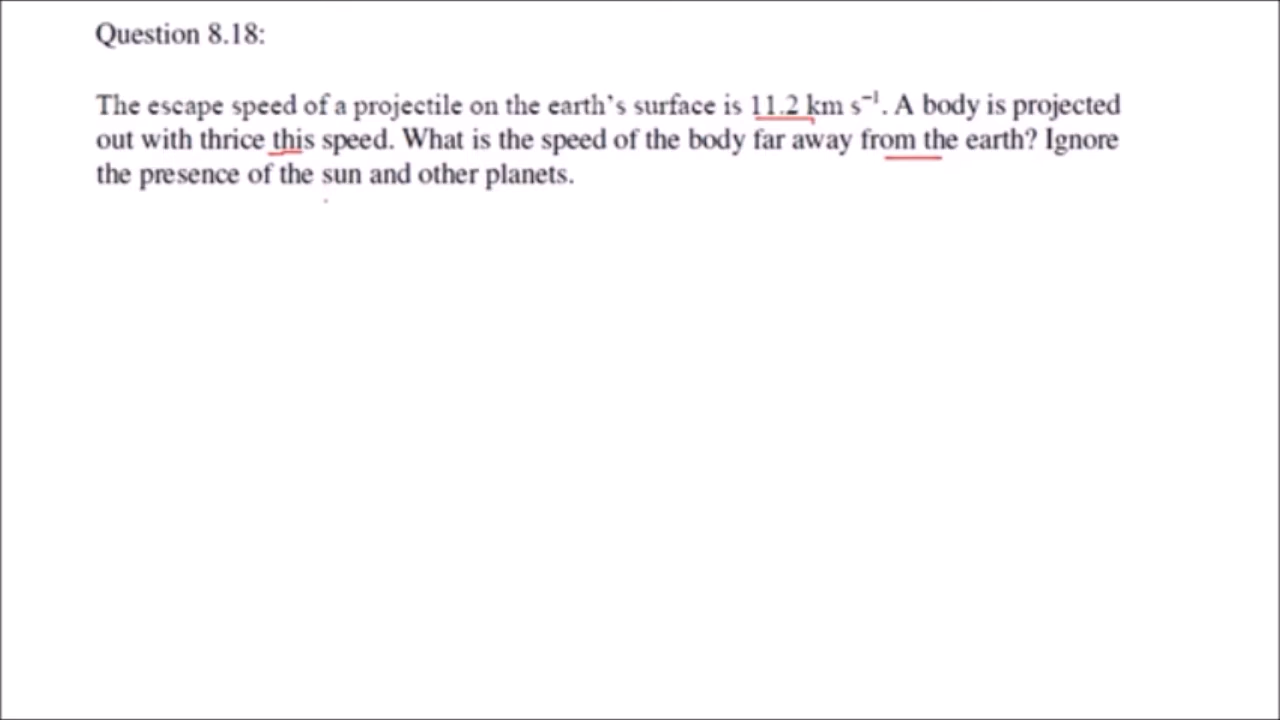 Question 8.18:
The escape speed of a projectile on the earth's surface is 11.2 km s⁻¹. A body is projected
out with thrice this speed. What is the speed of the body far away from the earth? Ignore
the presence of the sun and other planets.